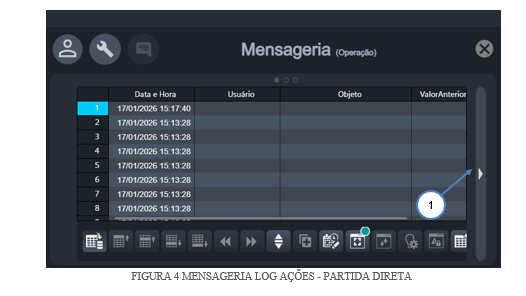 Mensageria (Operação)
Data e Hora Usuário Objeto ValorAnterior
1 17/01/2026 15:17:40
2 17/01/2026 15:13:28
3 17/01/2026 15:13:28
4 17/01/2026 15:13:28
5 17/01/2026 15:13:28
6 17/01/2026 15:13:28
7 17/01/2026 15:13:28
8 17/01/2026 15:13:28
1
FIGURA 4 MENSAGERIA LOG AÇÕES - PARTIDA DIRETA